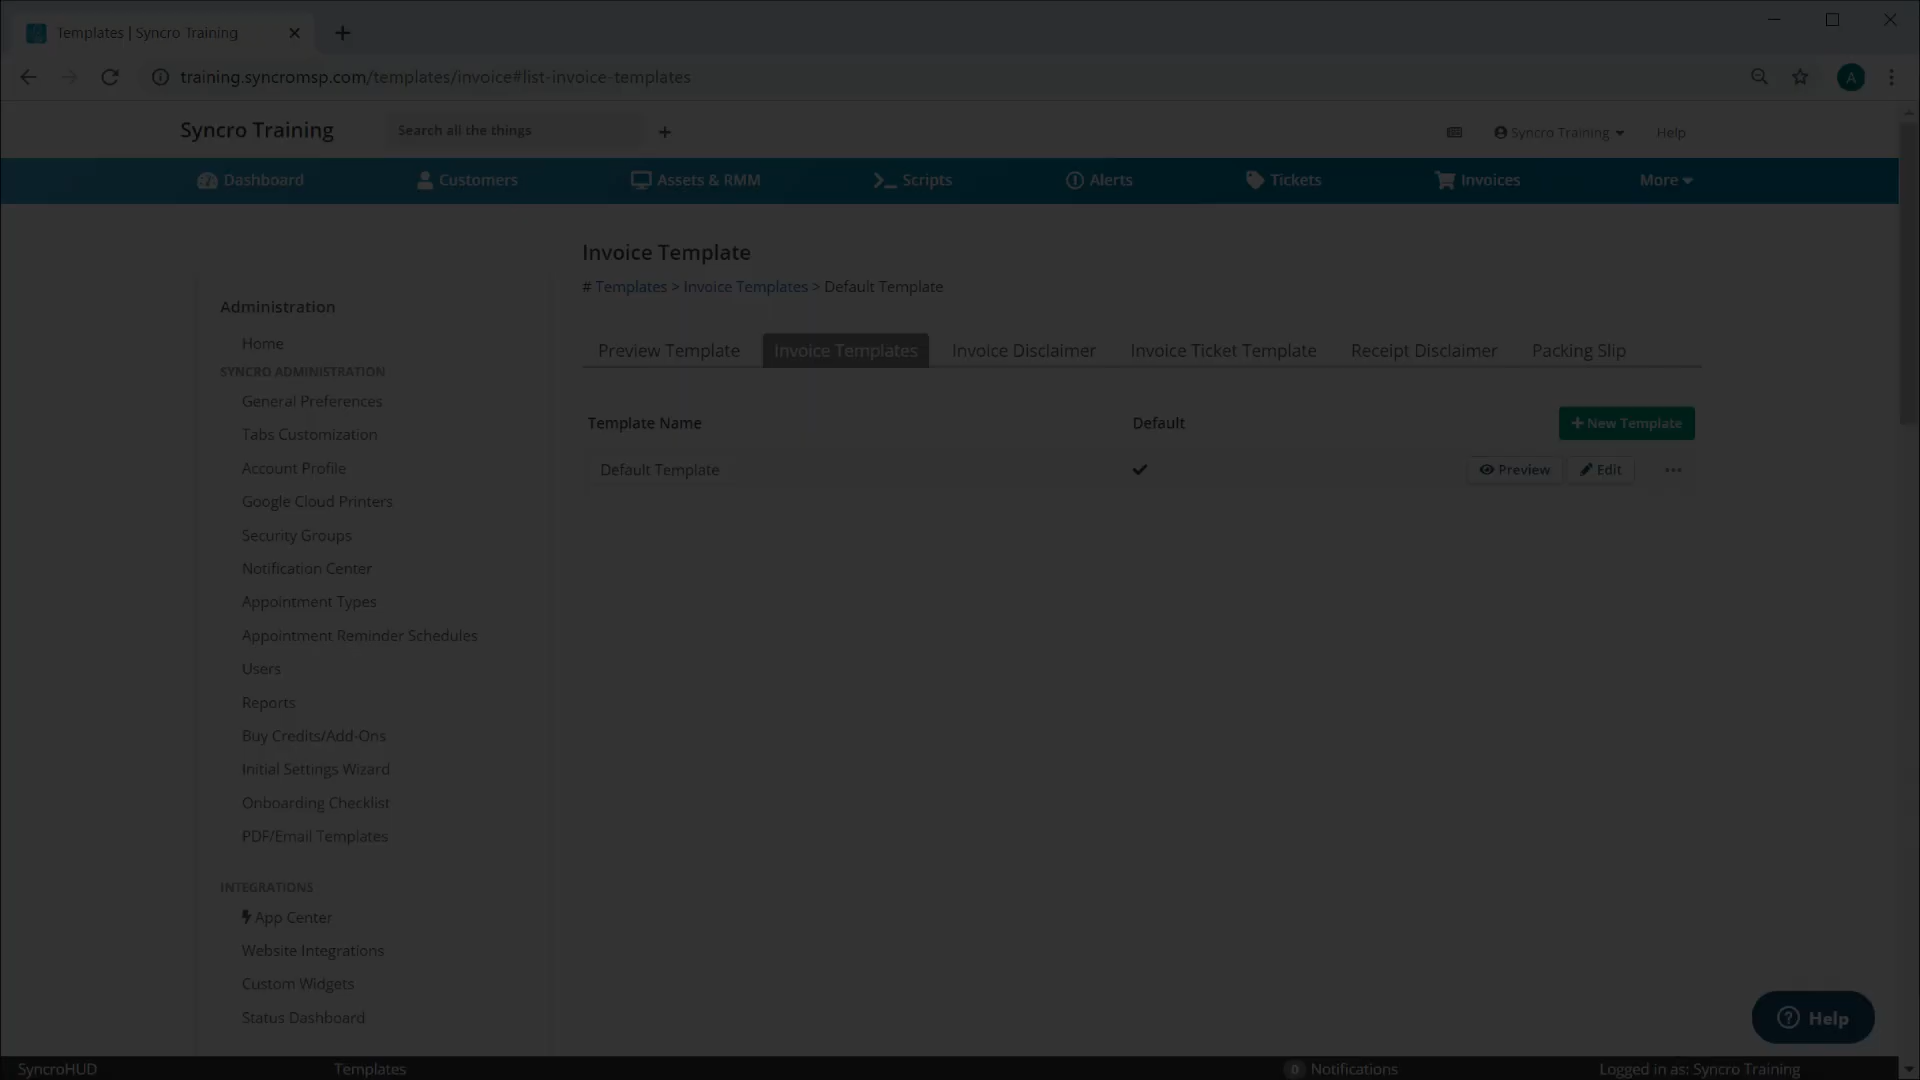 Templates | Syncro Training
training.syncromsp.com/templates/invoice#list-invoice-templates
A
Syncro Training
Search all the things
Syncro Training
Help
Dashboard
Customers
Assets & RMM
Scripts
Alerts
Tickets
Invoices
More
Invoice Template
# Templates > Invoice Templates > Default Template
Preview Template
Invoice Templates
Invoice Disclaimer
Invoice Ticket Template
Receipt Disclaimer
Packing Slip
Template Name
Default
+ New Template
Default Template
Preview
Edit
Administration
Home
SYNCRO ADMINISTRATION
General Preferences
Tabs Customization
Account Profile
Google Cloud Printers
Security Groups
Notification Center
Appointment Types
Appointment Reminder Schedules
Users
Reports
Buy Credits/Add-Ons
Initial Settings Wizard
Onboarding Checklist
PDF/Email Templates
INTEGRATIONS
App Center
Website Integrations
Custom Widgets
Status Dashboard
Help
SyncroHUD
Templates
0 Notifications
Logged in as: Syncro Training